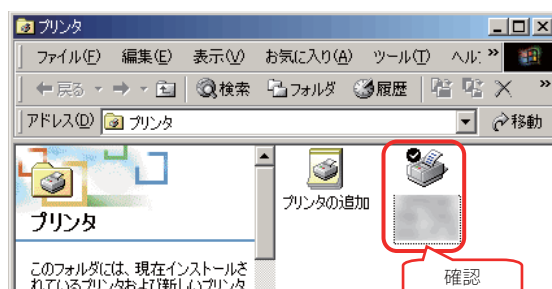 プリンタ
ファイル(F) 編集(E) 表示(V) お気に入り(A) ツール(T) ヘル: »
戻る 検索 フォルダ 履歴 »
アドレス(D) プリンタ 移動
プリンタの追加
プリンタ
このフォルダには、現在インストールさ
れているプリンタおよび新しいプリンタ
確認